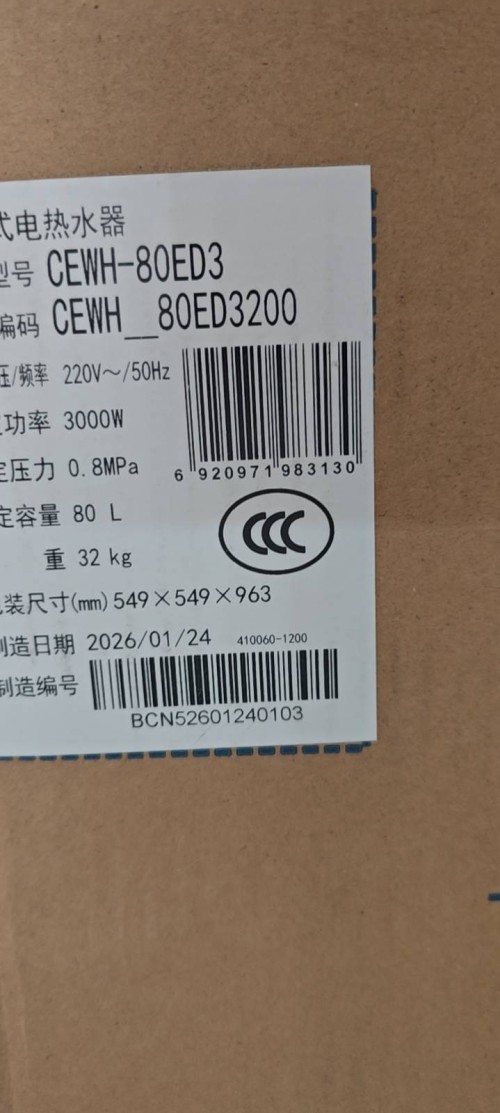 式电热水器
型号 CEWH-80ED3
编码 CEWH__80ED3200
压/频率 220V～/50Hz
功率 3000W
定压力 0.8MPa
6 920971 983130
定容量 80 L
CCC
重 32 kg
装尺寸(mm) 549×549×963
制造日期 2026/01/24 410060-1200
制造编号
BCN52601240103